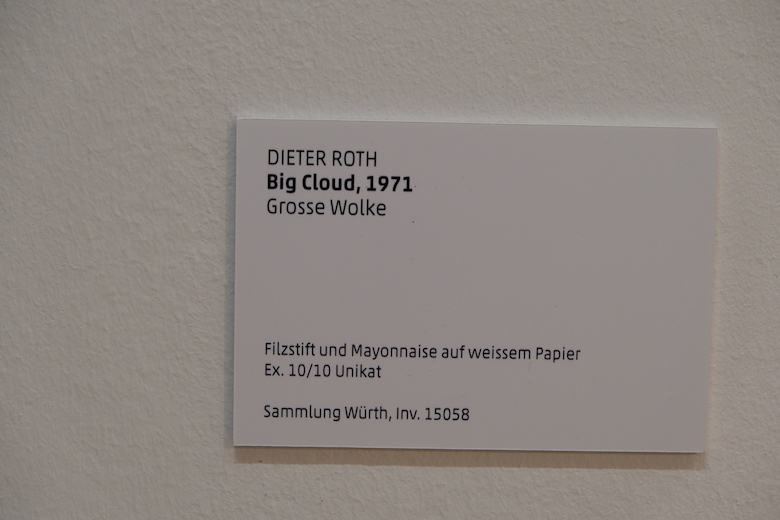 DIETER ROTH
Big Cloud, 1971
Grosse Wolke
Filzstift und Mayonnaise auf weissem Papier
Ex. 10/10 Unikat
Sammlung Würth, Inv. 15058